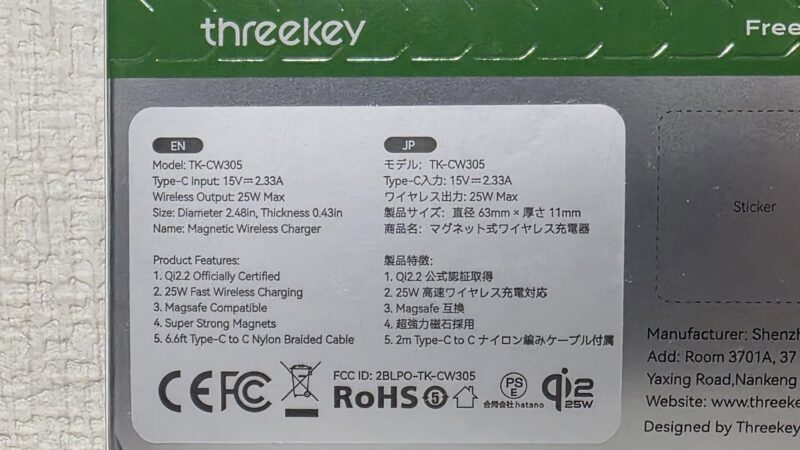 threekey
Free
EN
Model: TK-CW305
Type-C Input: 15V⎓2.33A
Wireless Output: 25W Max
Size: Diameter 2.48in, Thickness 0.43in
Name: Magnetic Wireless Charger
Product Features:
1. Qi2.2 Officially Certified
2. 25W Fast Wireless Charging
3. Magsafe Compatible
4. Super Strong Magnets
5. 6.6ft Type-C to C Nylon Braided Cable
JP
モデル: TK-CW305
Type-C入力: 15V⎓2.33A
ワイヤレス出力: 25W Max
製品サイズ: 直径 63mm × 厚さ 11mm
商品名: マグネット式ワイヤレス充電器
製品特徴:
1. Qi2.2 公式認証取得
2. 25W 高速ワイヤレス充電対応
3. Magsafe 互換
4. 超強力磁石採用
5. 2m Type-C to C ナイロン編みケーブル付属
CE FC
FCC ID: 2BLPO-TK-CW305
RoHS 5
PSE
合同会社hatano
qi2
25W
Sticker
Manufacturer: Shenzh
Add: Room 3701A, 37
Yaxing Road,Nankeng
Website: www.threeke
Designed by Threekey